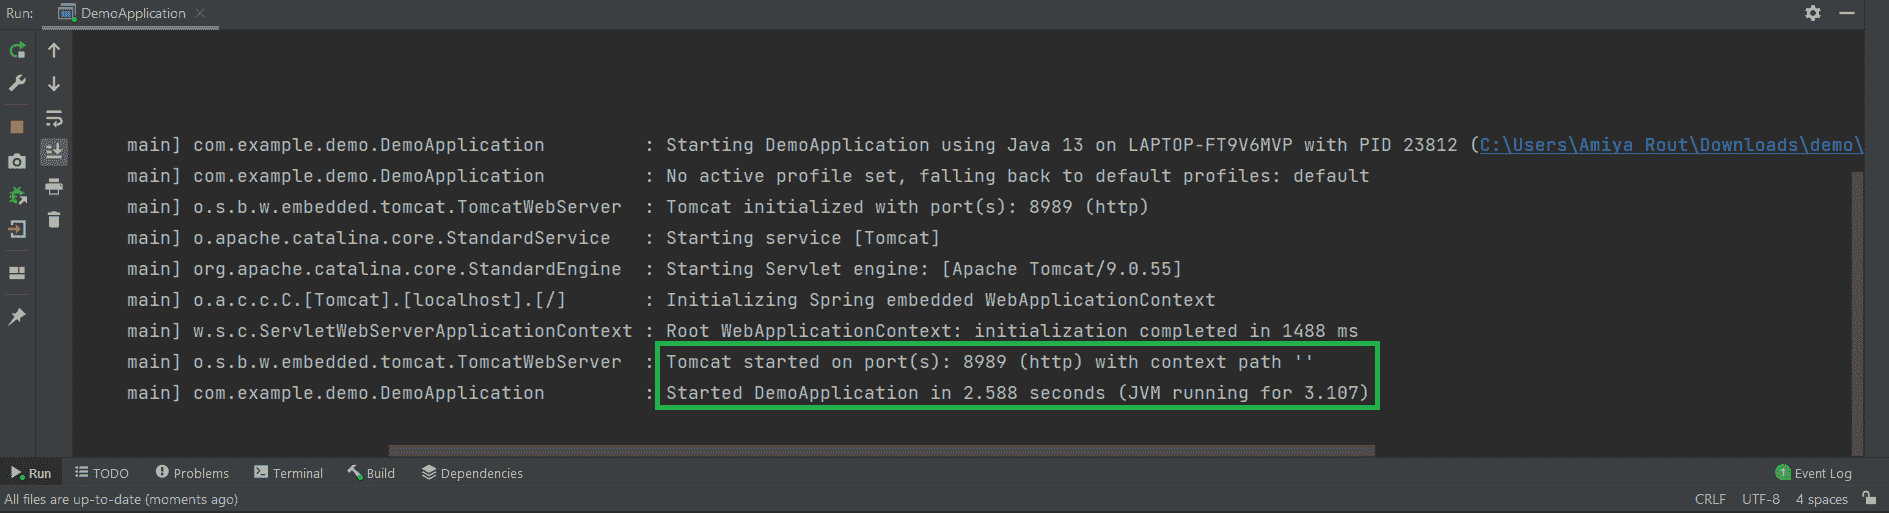 Run: DemoApplication
main] com.example.demo.DemoApplication : Starting DemoApplication using Java 13 on LAPTOP-FT9V6MVP with PID 23812 (C:\Users\Amiya Rout\Downloads\demo\
main] com.example.demo.DemoApplication : No active profile set, falling back to default profiles: default
main] o.s.b.w.embedded.tomcat.TomcatWebServer : Tomcat initialized with port(s): 8989 (http)
main] o.apache.catalina.core.StandardService : Starting service [Tomcat]
main] org.apache.catalina.core.StandardEngine : Starting Servlet engine: [Apache Tomcat/9.0.55]
main] o.a.c.c.C.[Tomcat].[localhost].[/] : Initializing Spring embedded WebApplicationContext
main] w.s.c.ServletWebServerApplicationContext : Root WebApplicationContext: initialization completed in 1488 ms
main] o.s.b.w.embedded.tomcat.TomcatWebServer : Tomcat started on port(s): 8989 (http) with context path ''
main] com.example.demo.DemoApplication : Started DemoApplication in 2.588 seconds (JVM running for 3.107)
Run TODO Problems Terminal Build Dependencies 1 Event Log
All files are up-to-date (moments ago) CRLF UTF-8 4 spaces